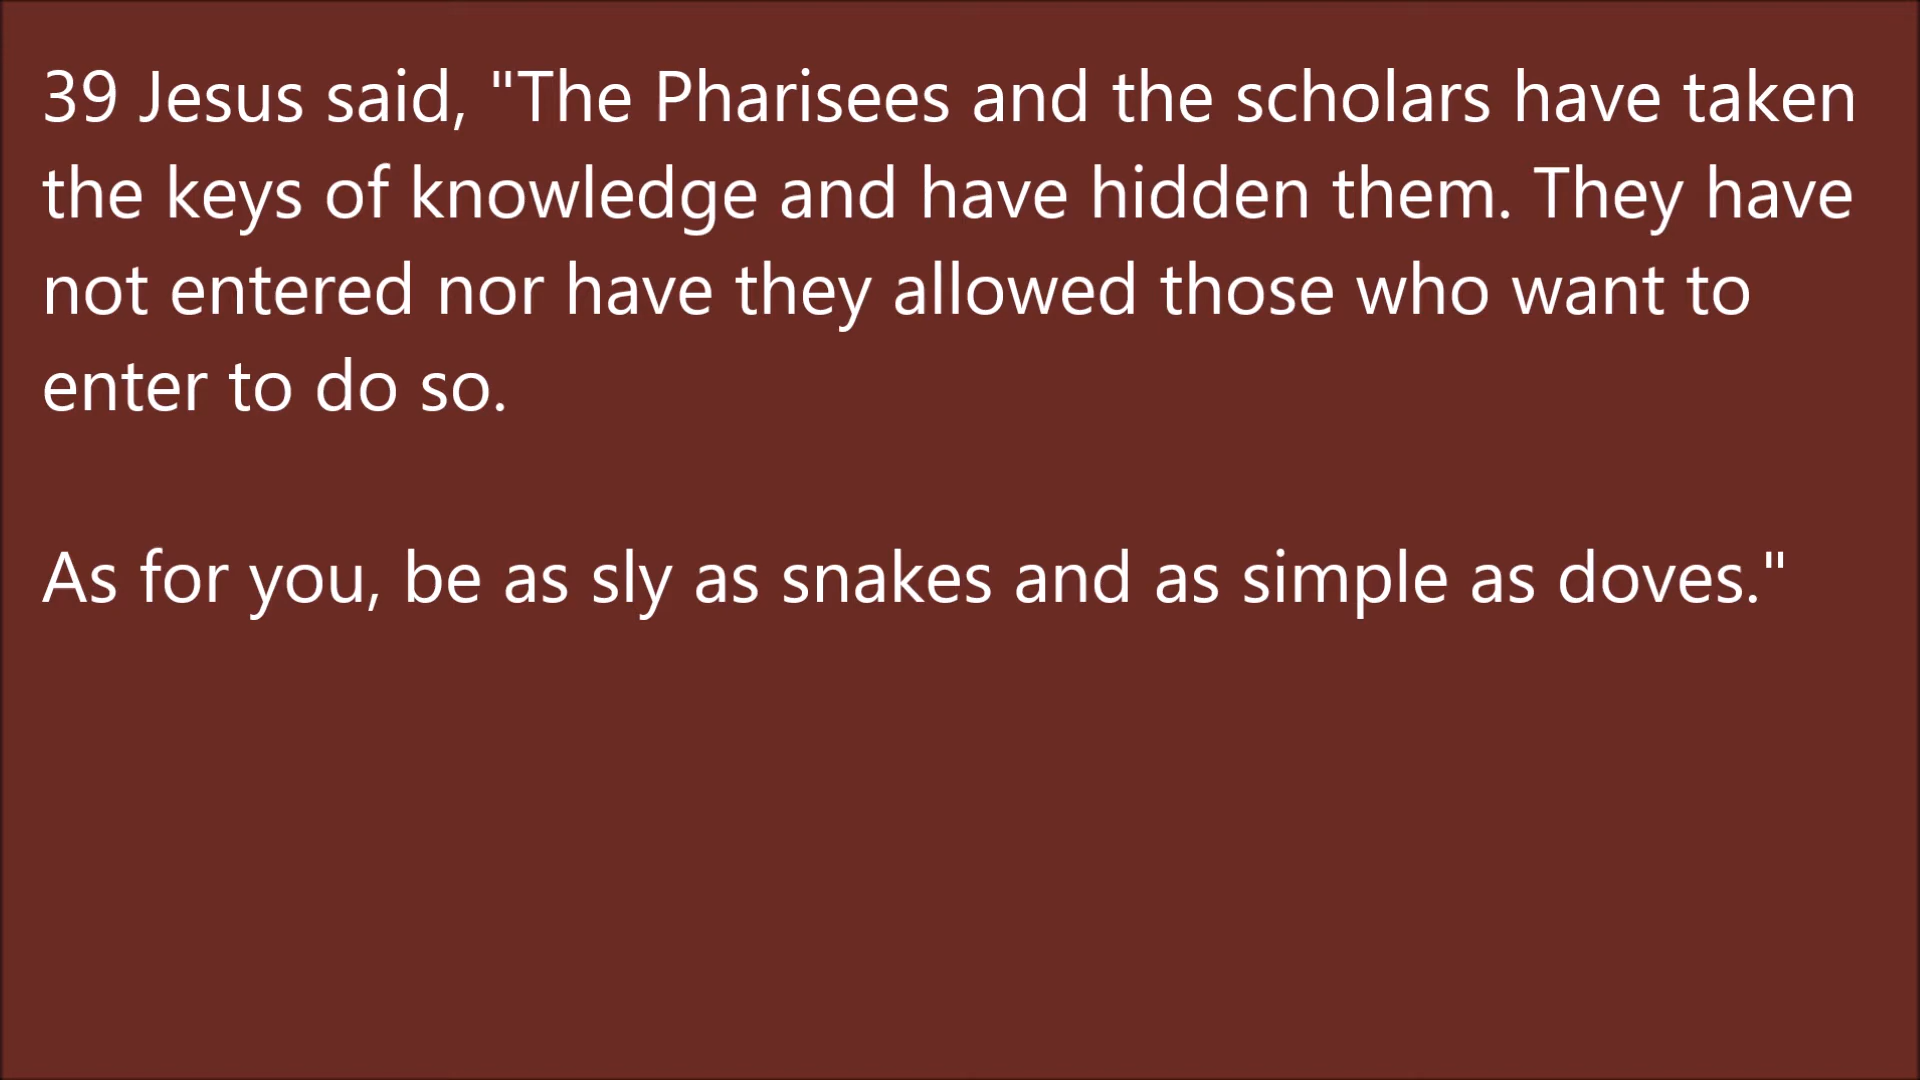 39 Jesus said, "The Pharisees and the scholars have taken
the keys of knowledge and have hidden them. They have
not entered nor have they allowed those who want to
enter to do so.
As for you, be as sly as snakes and as simple as doves."